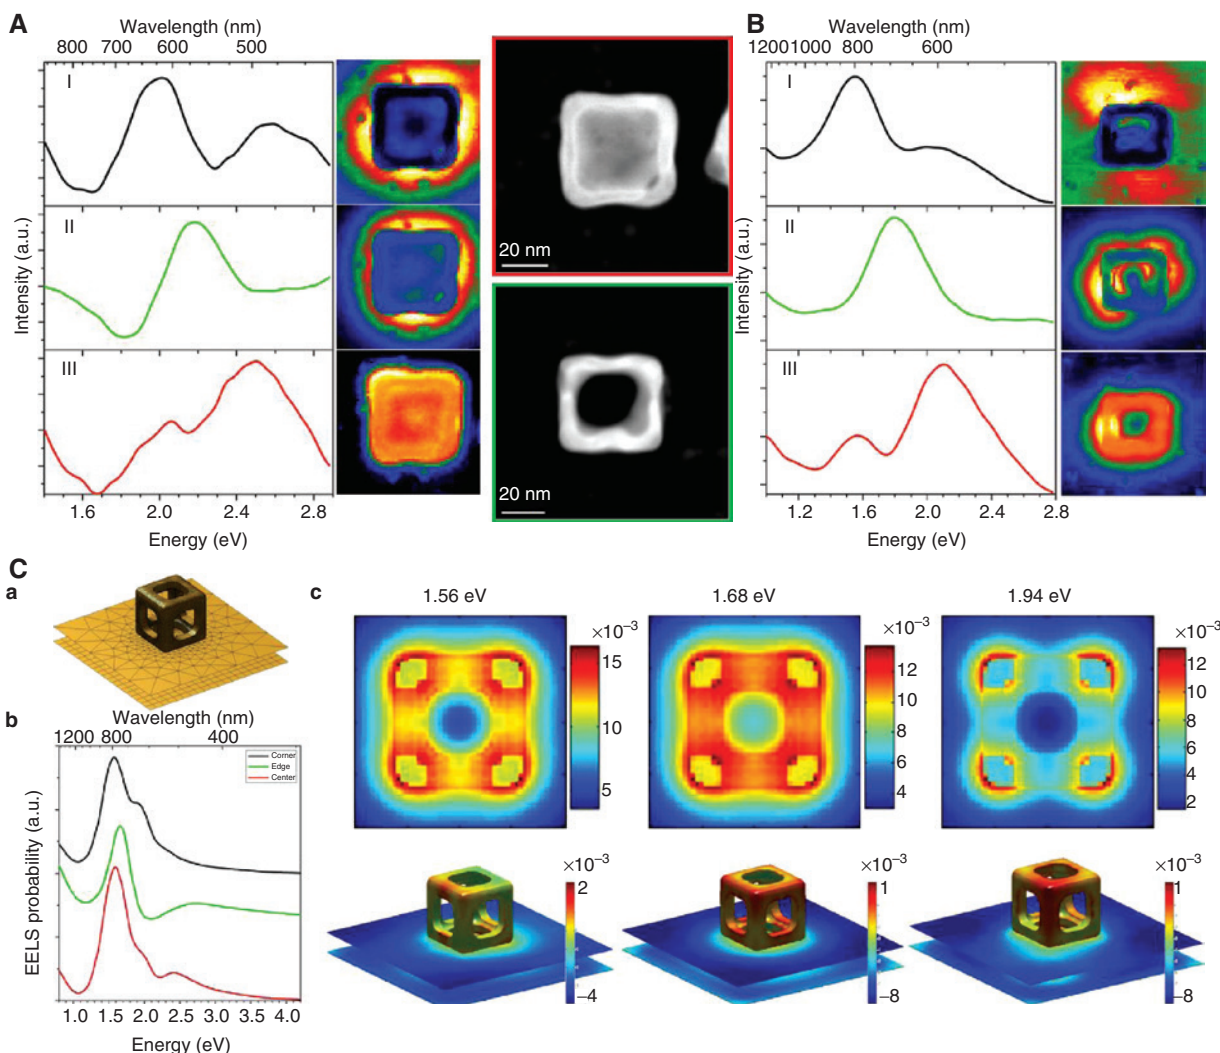 A
Wavelength (nm)
800 700 600 500
I
II
III
Intensity (a.u.)
1.6 2.0 2.4 2.8
Energy (eV)
20 nm
20 nm
B
Wavelength (nm)
1200 1000 800 600
I
II
III
Intensity (a.u.)
1.2 1.6 2.0 2.4 2.8
Energy (eV)
C
a
b
Wavelength (nm)
1200 800 400
Corner
Edge
Center
EELS probability (a.u.)
1.0 1.5 2.0 2.5 3.0 3.5 4.0
Energy (eV)
c
1.56 eV 1.68 eV 1.94 eV
×10⁻³
15
10
5
×10⁻³
12
10
8
6
4
×10⁻³
12
10
8
6
4
2
×10⁻³
2
−4
×10⁻³
1
−8
×10⁻³
1
−8